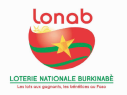 lonab
LOTERIE NATIONALE BURKINABÈ
Les lots aux gagnants, les bénéfices au Faso